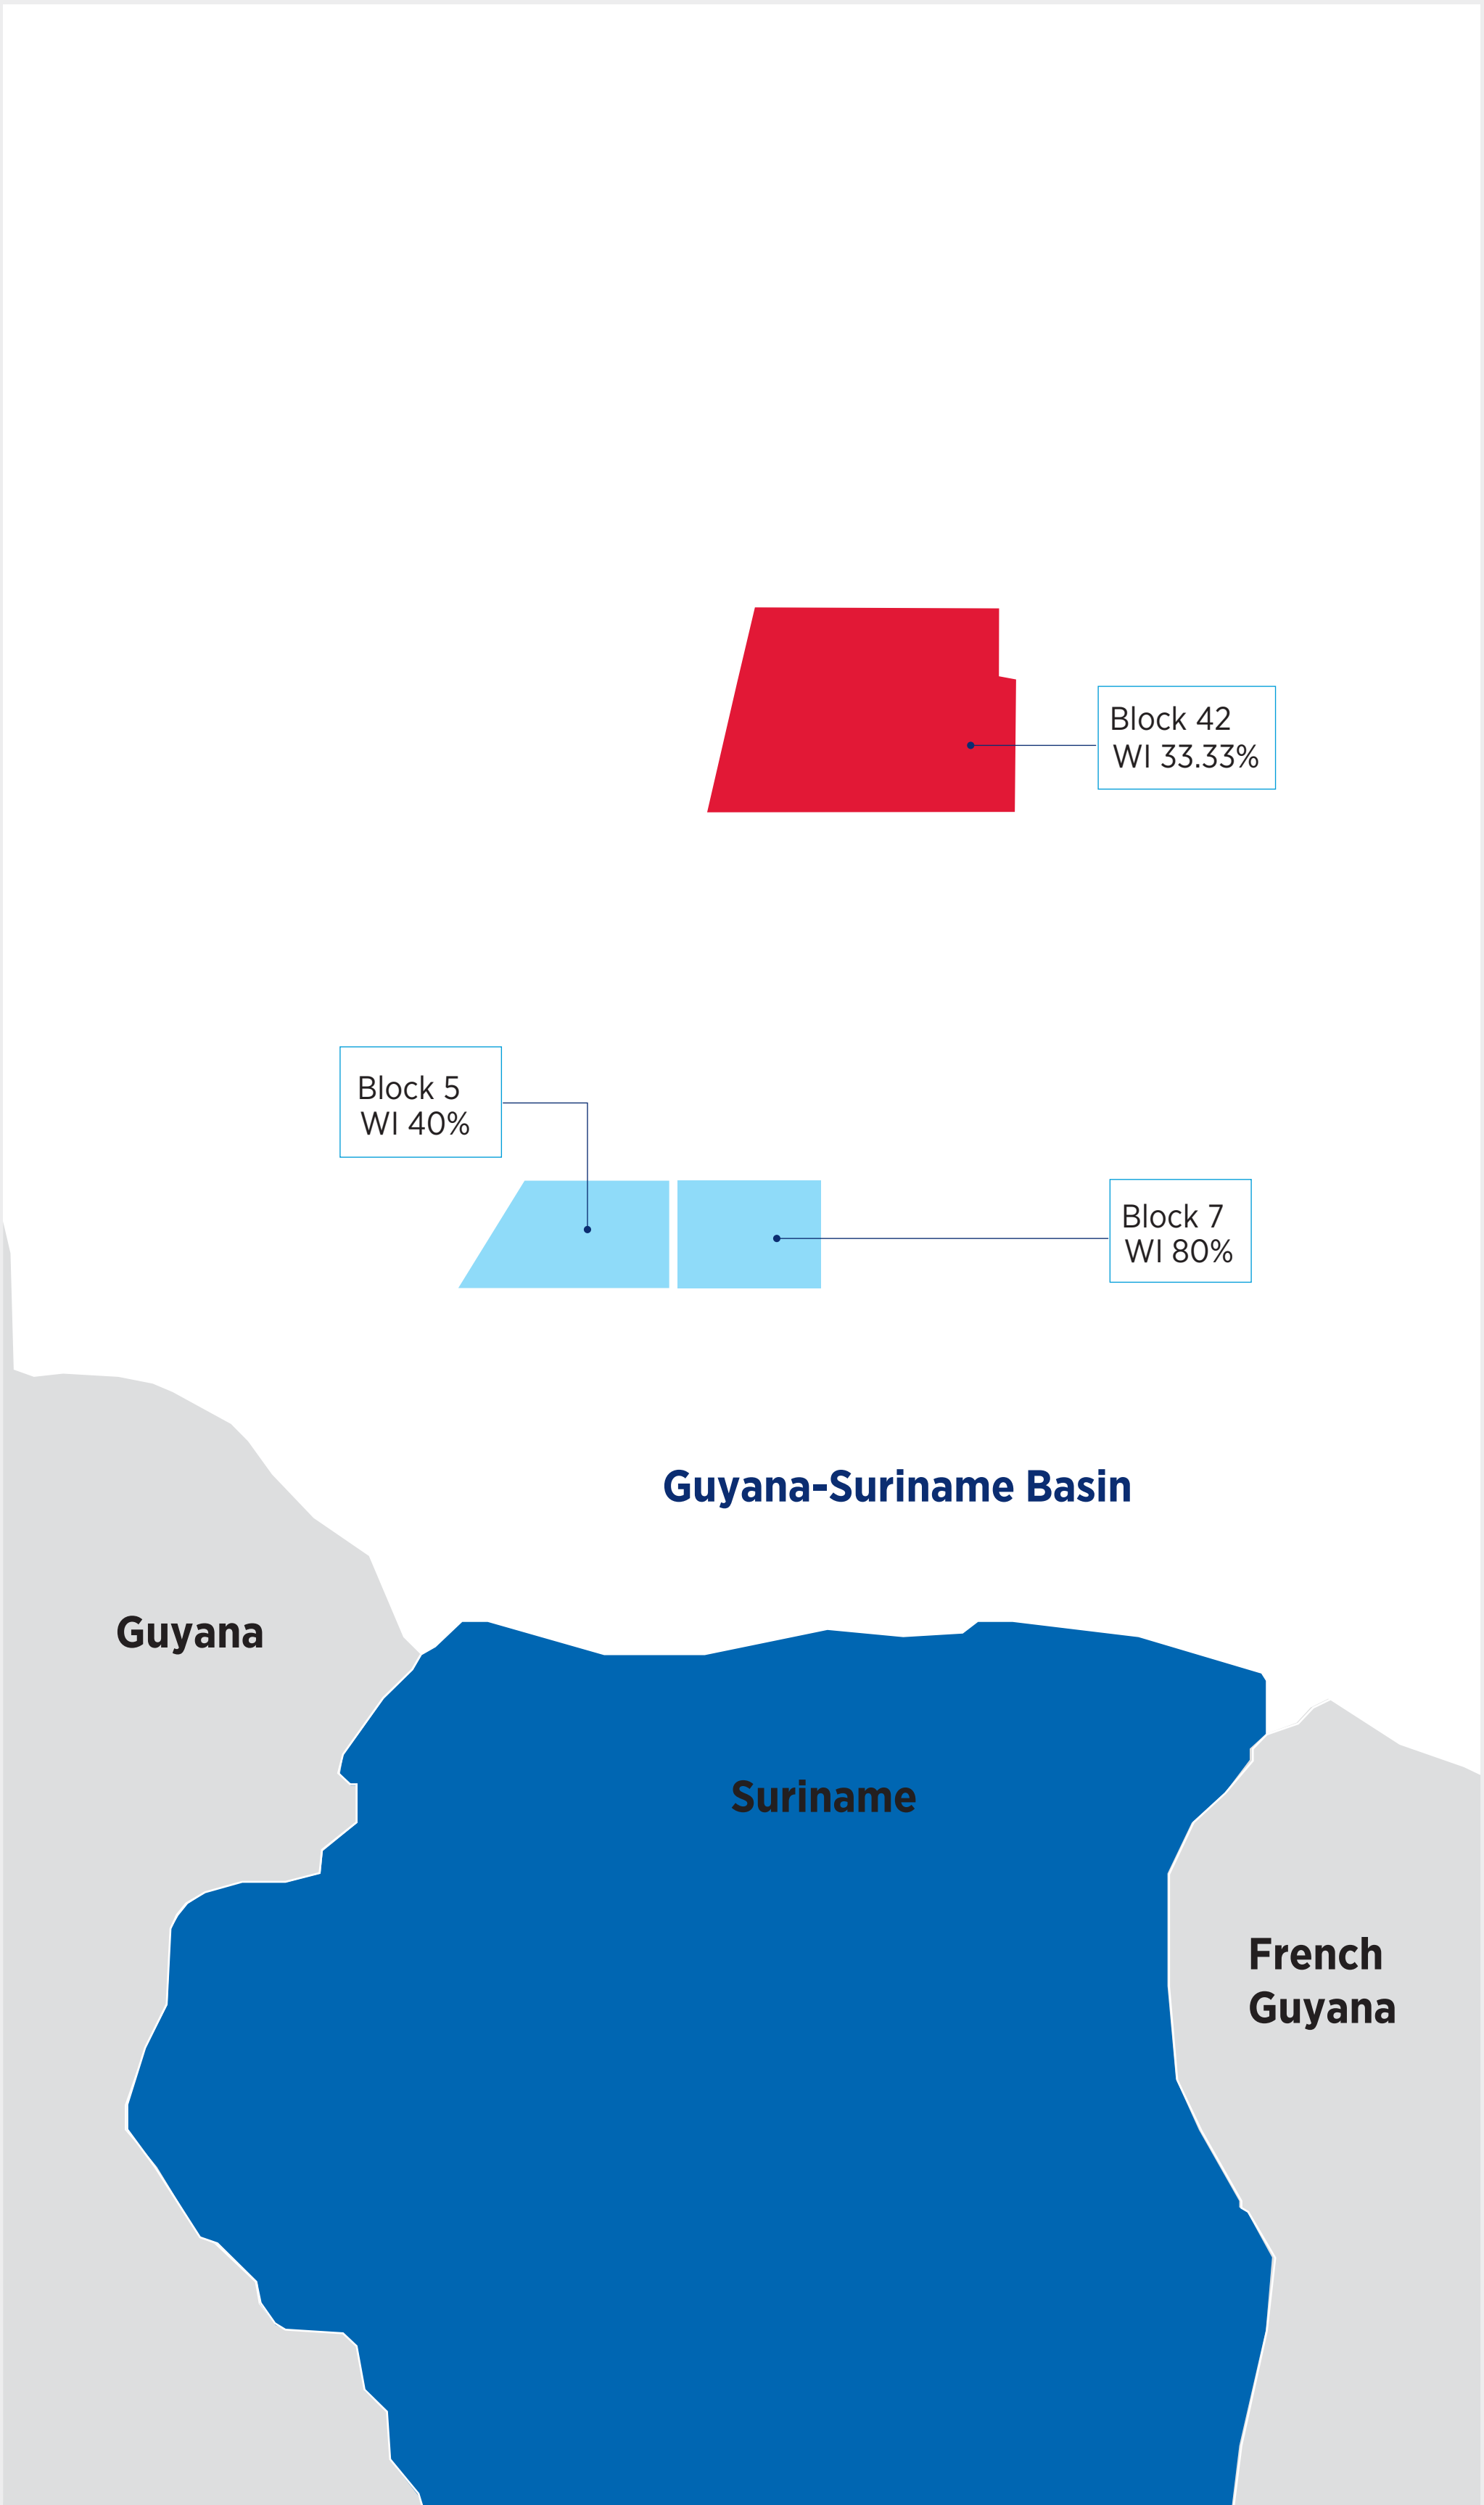 Block 42
WI 33.33%
Block 5
WI 40%
Block 7
WI 80%
Guyana-Suriname Basin
Guyana
Suriname
French
Guyana